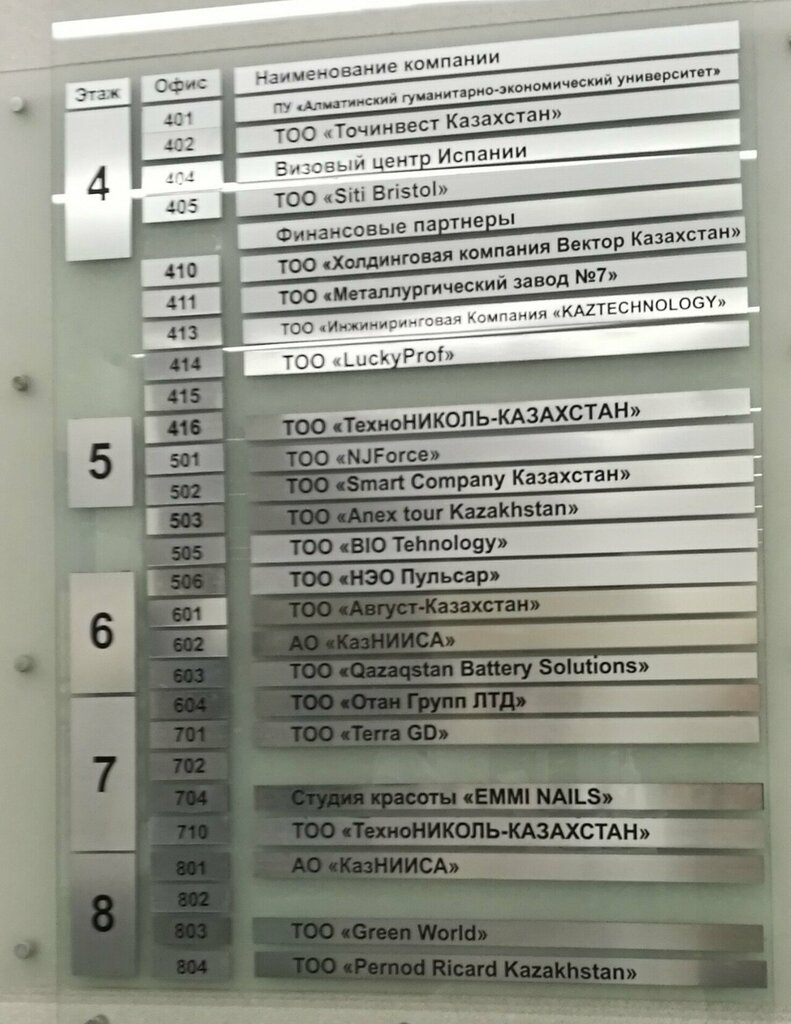 Этаж Офис Наименование компании
401 ПУ «Алматинский гуманитарно-экономический университет»
402 ТОО «Точинвест Казахстан»
4 404 Визовый центр Испании
405 ТОО «Siti Bristol»
Финансовые партнеры
410 ТОО «Холдинговая компания Вектор Казахстан»
411 ТОО «Металлургический завод №7»
413 ТОО «Инжиниринговая Компания «KAZTECHNOLOGY»
414 ТОО «LuckyProf»
415
416 ТОО «ТехноНИКОЛЬ-КАЗАХСТАН»
5 501 ТОО «NJForce»
502 ТОО «Smart Company Казахстан»
503 ТОО «Anex tour Kazakhstan»
505 ТОО «BIO Tehnology»
506 ТОО «НЭО Пульсар»
601 ТОО «Август-Казахстан»
6 602 АО «КазНИИСА»
603 ТОО «Qazaqstan Battery Solutions»
604 ТОО «Отан Групп ЛТД»
701 ТОО «Terra GD»
7 702
704 Студия красоты «EMMI NAILS»
710 ТОО «ТехноНИКОЛЬ-КАЗАХСТАН»
801 АО «КазНИИСА»
8 802
803 ТОО «Green World»
804 ТОО «Pernod Ricard Kazakhstan»